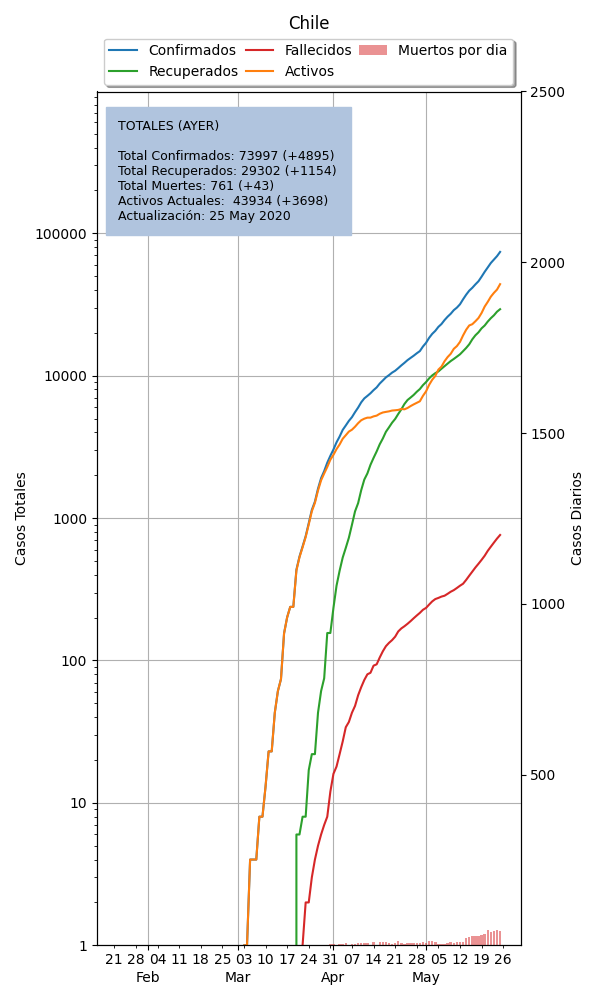 Chile
Confirmados
Recuperados
Fallecidos
Activos
Muertos por dia
TOTALES (AYER)
Total Confirmados: 73997 (+4895)
Total Recuperados: 29302 (+1154)
Total Muertes: 761 (+43)
Activos Actuales:  43934 (+3698)
Actualización: 25 May 2020
Casos Totales
100000
10000
1000
100
10
1
2500
2000
1500
1000
500
Casos Diarios
21 28 04 11 18 25 03 10 17 24 31 07 14 21 28 05 12 19 26
Feb Mar Apr May